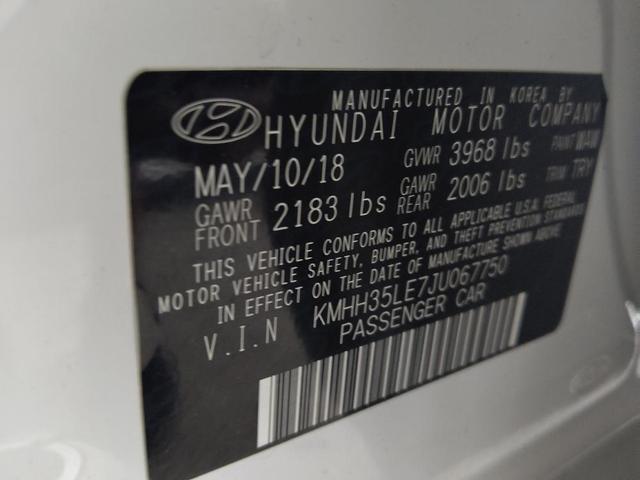 MANUFACTURED IN KOREA BY
HYUNDAI MOTOR COMPANY
MAY/10/18 GVWR 3968 lbs PAINT WAW
GAWR FRONT 2183 lbs GAWR REAR 2006 lbs TRIM TRY
THIS VEHICLE CONFORMS TO ALL APPLICABLE U.S.A. FEDERAL
MOTOR VEHICLE SAFETY, BUMPER, AND THEFT PREVENTION STANDARDS
IN EFFECT ON THE DATE OF MANUFACTURE SHOWN ABOVE
V.I.N KMHH35LE7JU067750
PASSENGER CAR